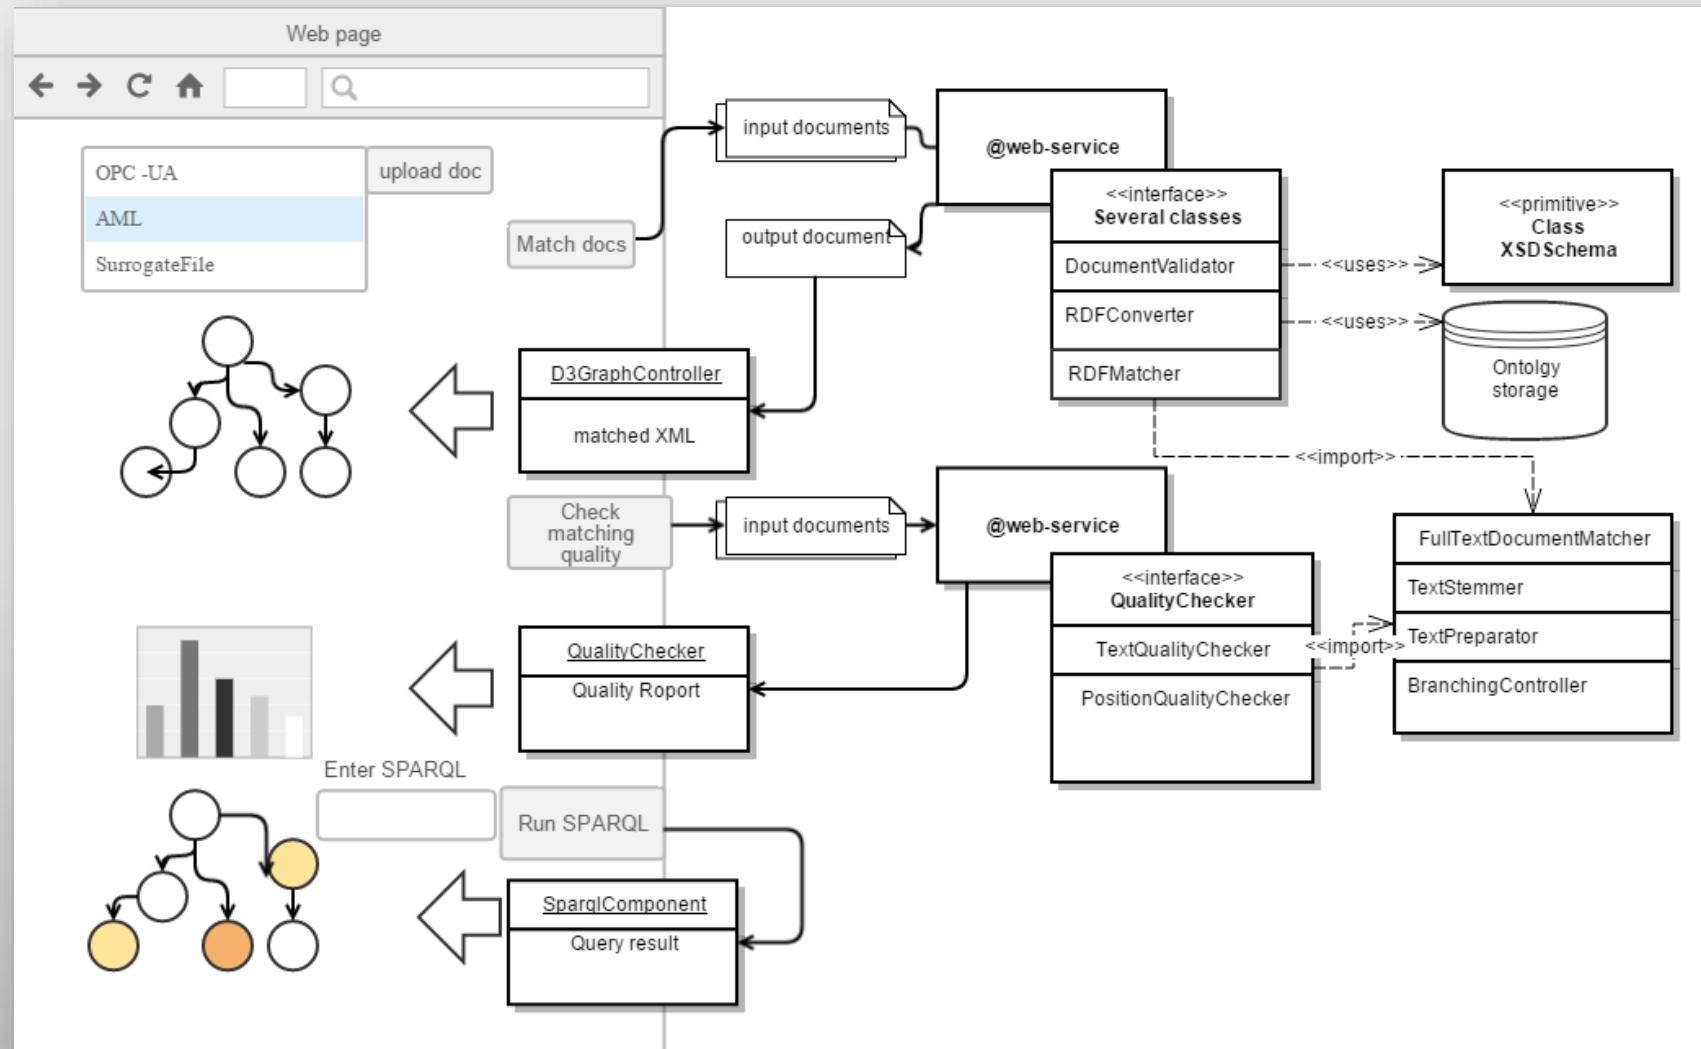 Web page
OPC -UA
upload doc
AML
SurrogateFile
Match docs
input documents
output document
@web-service
<<interface>>
Several classes
DocumentValidator
RDFConverter
RDFMatcher
<<uses>>
<<uses>>
<<primitive>>
Class
XSDSchema
Ontolgy
storage
<<import>>
D3GraphController
matched XML
Check
matching
quality
input documents
@web-service
<<interface>>
QualityChecker
TextQualityChecker
PositionQualityChecker
<<import>>
FullTextDocumentMatcher
TextStemmer
TextPreparator
BranchingController
QualityChecker
Quality Roport
Enter SPARQL
Run SPARQL
SparqlComponent
Query result